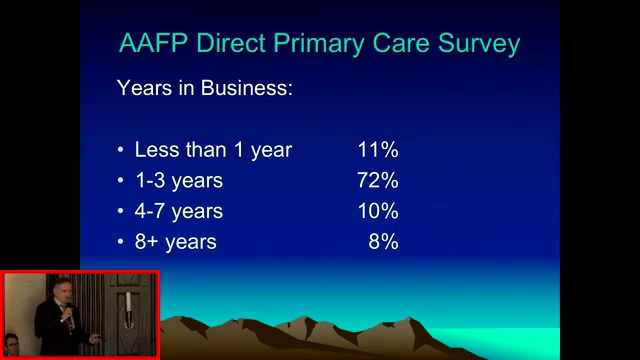 AAFP Direct Primary Care Survey
Years in Business:
• Less than 1 year 11%
• 1-3 years 72%
• 4-7 years 10%
• 8+ years 8%